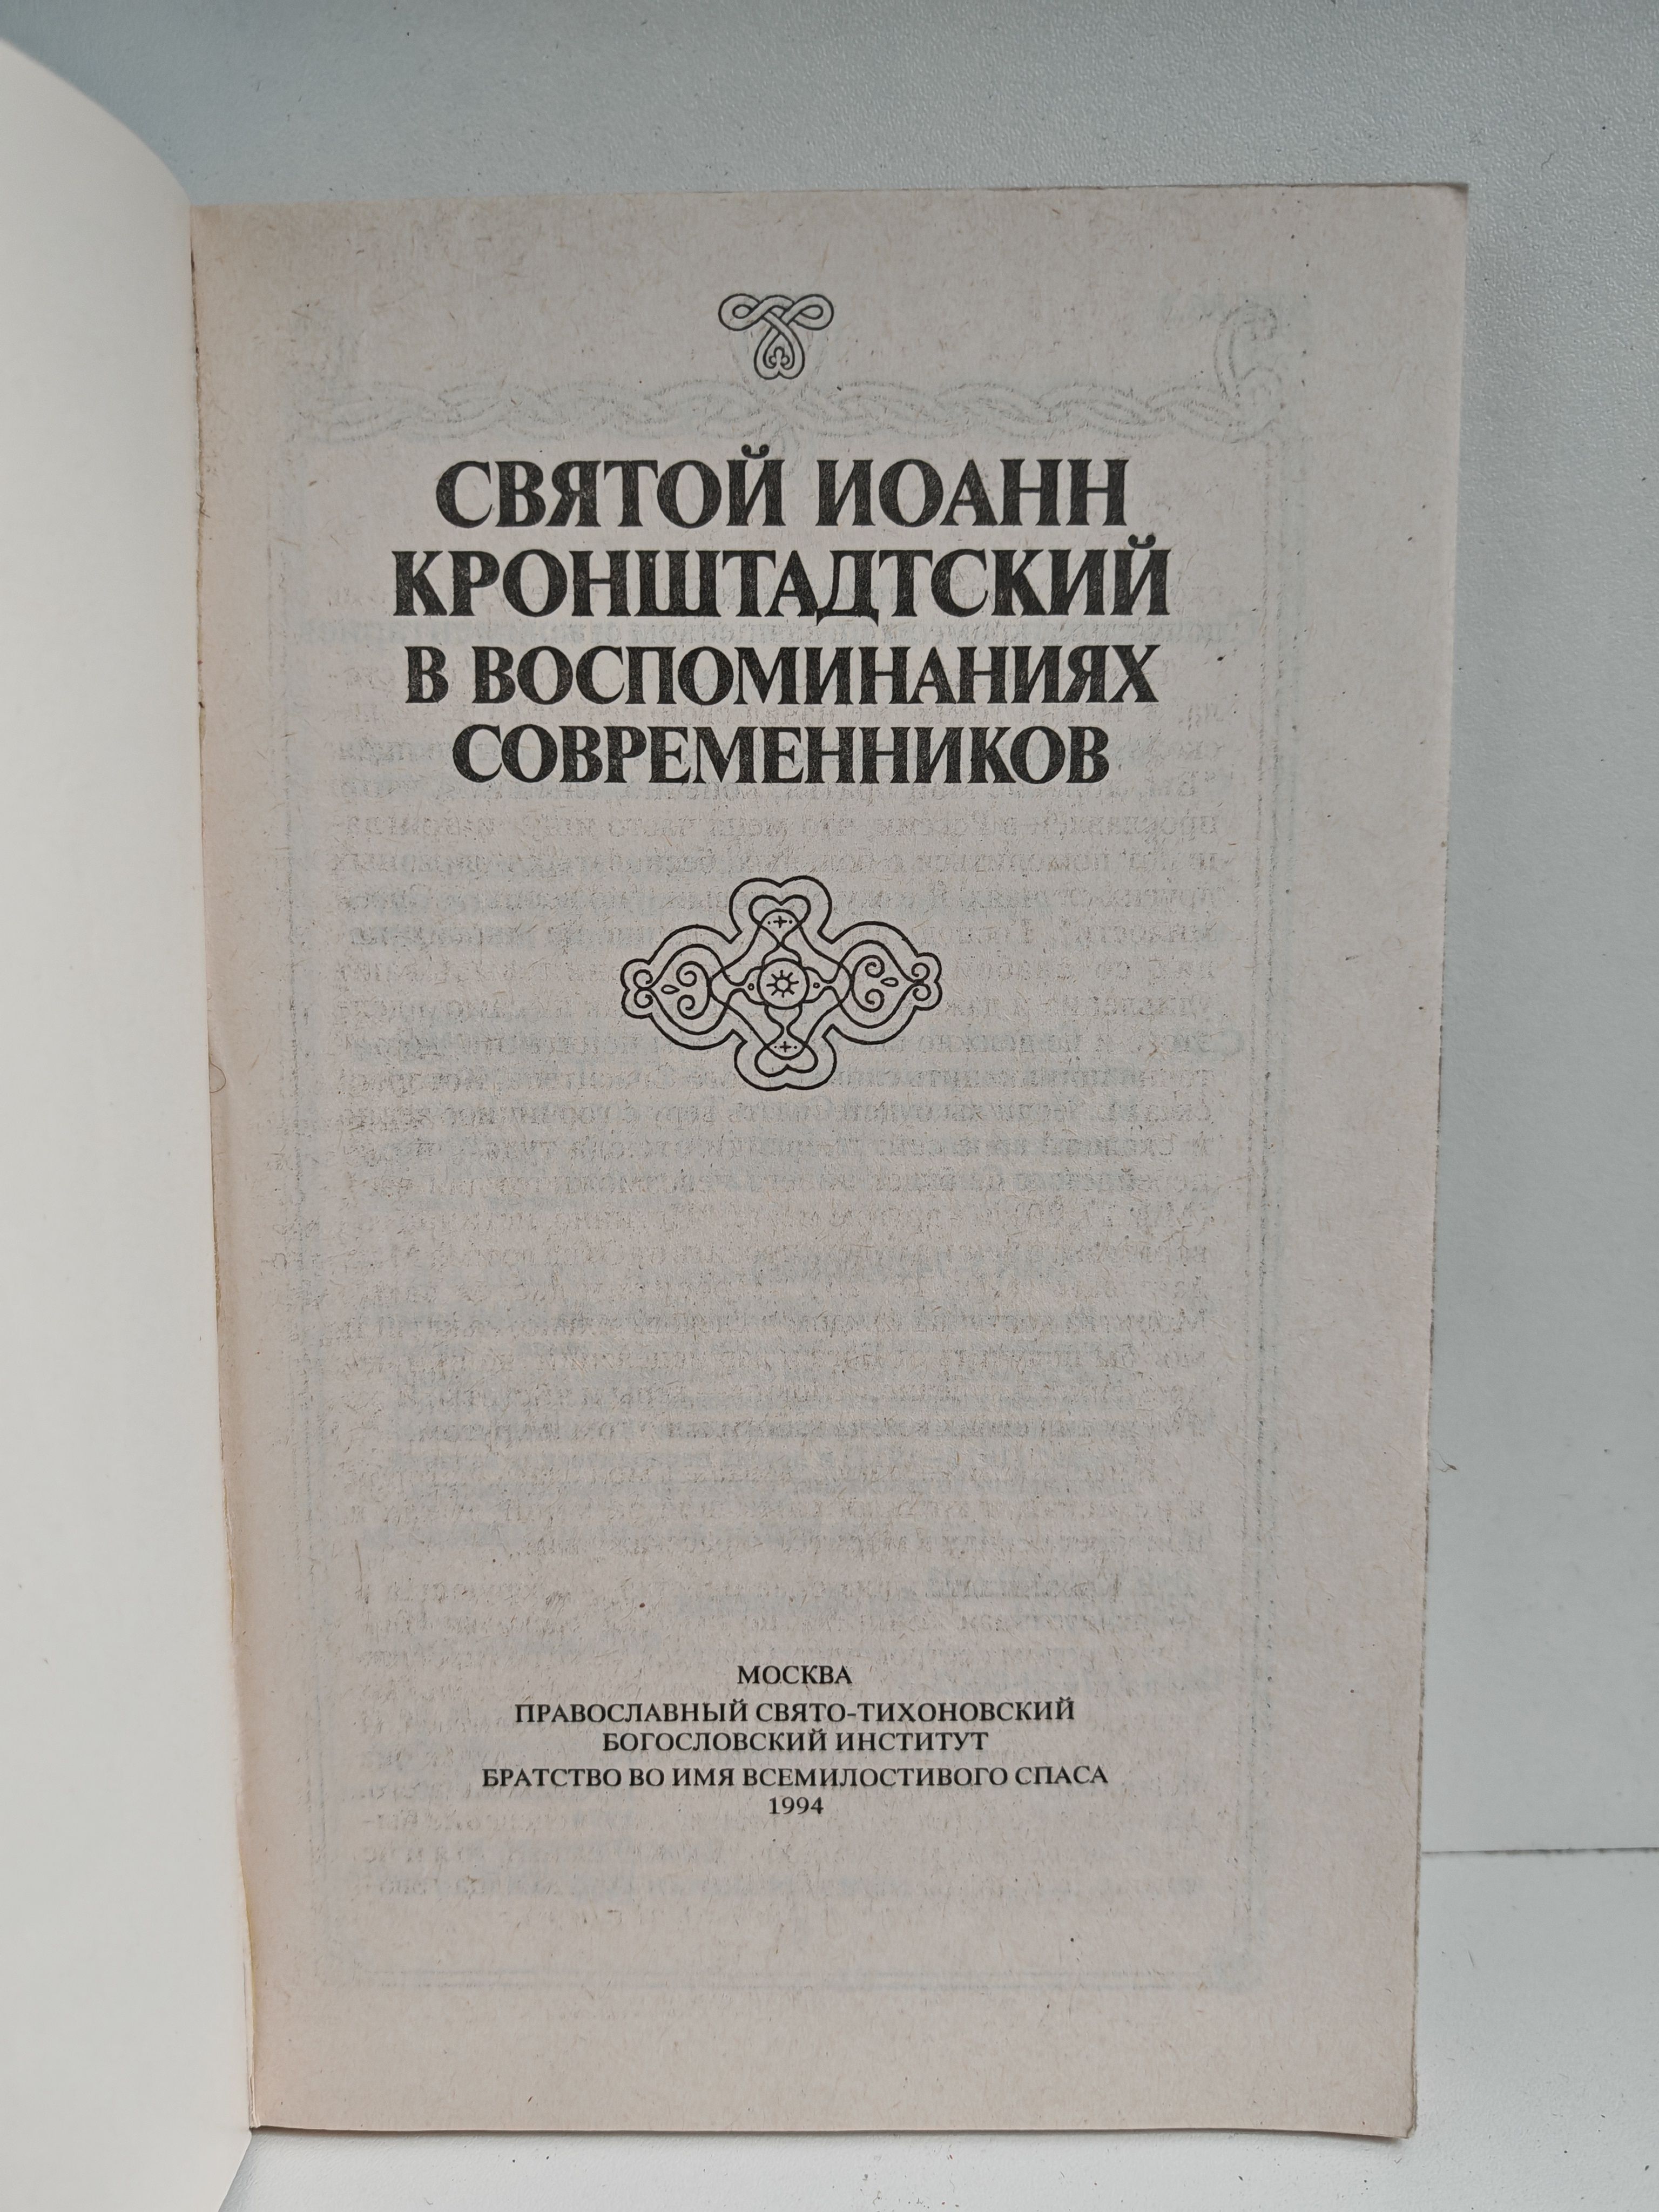 СВЯТОЙ ИОАНН
КРОНШТАДТСКИЙ
В ВОСПОМИНАНИЯХ
СОВРЕМЕННИКОВ
МОСКВА
ПРАВОСЛАВНЫЙ СВЯТО-ТИХОНОВСКИЙ
БОГОСЛОВСКИЙ ИНСТИТУТ
БРАТСТВО ВО ИМЯ ВСЕМИЛОСТИВОГО СПАСА
1994